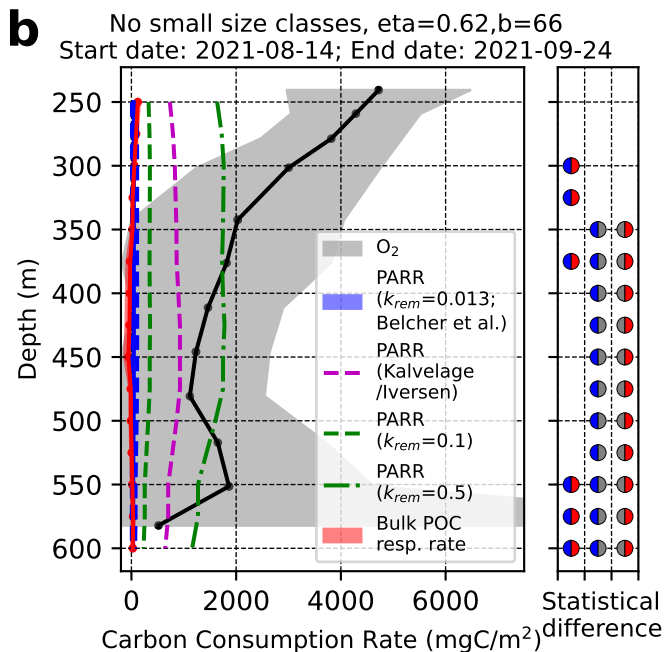 b
No small size classes, eta=0.62,b=66
Start date: 2021-08-14; End date: 2021-09-24
250
300
350
400
450
500
550
600
Depth (m)
O₂
PARR
(k_rem=0.013;
Belcher et al.)
PARR
(Kalvelage
/Iversen)
PARR
(k_rem=0.1)
PARR
(k_rem=0.5)
Bulk POC
resp. rate
0 2000 4000 6000
Carbon Consumption Rate (mgC/m²)
Statistical
difference